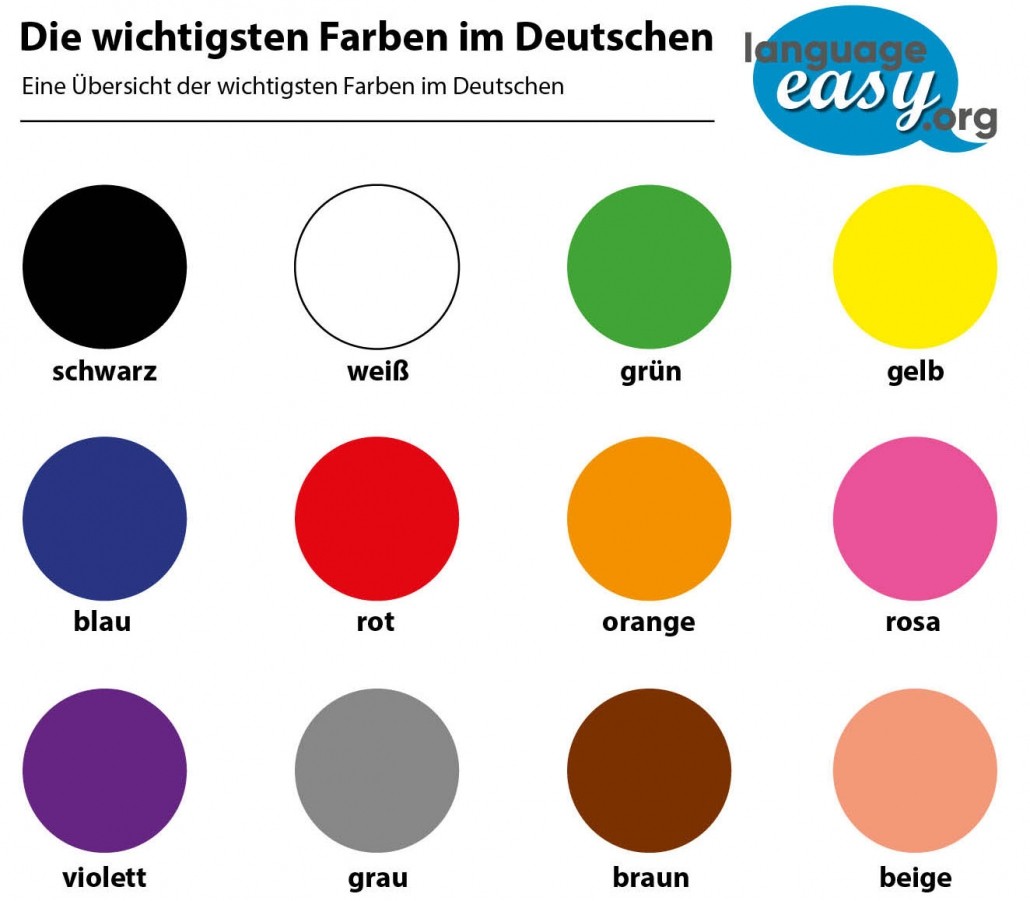 Die wichtigsten Farben im Deutschen
Eine Übersicht der wichtigsten Farben im Deutschen
language
easy
.org
schwarz weiß grün gelb
blau rot orange rosa
violett grau braun beige